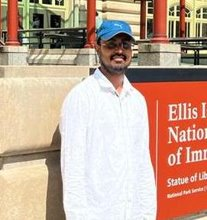 Ellis I
Nation
of Imm
Statue of Lib
National Park Service